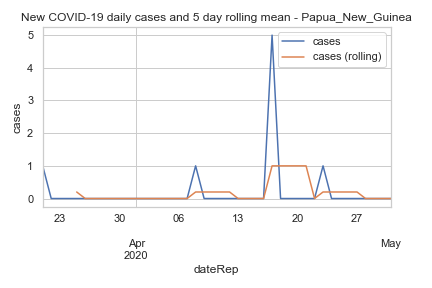 New COVID-19 daily cases and 5 day rolling mean - Papua_New_Guinea
cases
cases (rolling)
cases
5
4
3
2
1
0
23
30
06
13
20
27
Apr
2020
May
dateRep